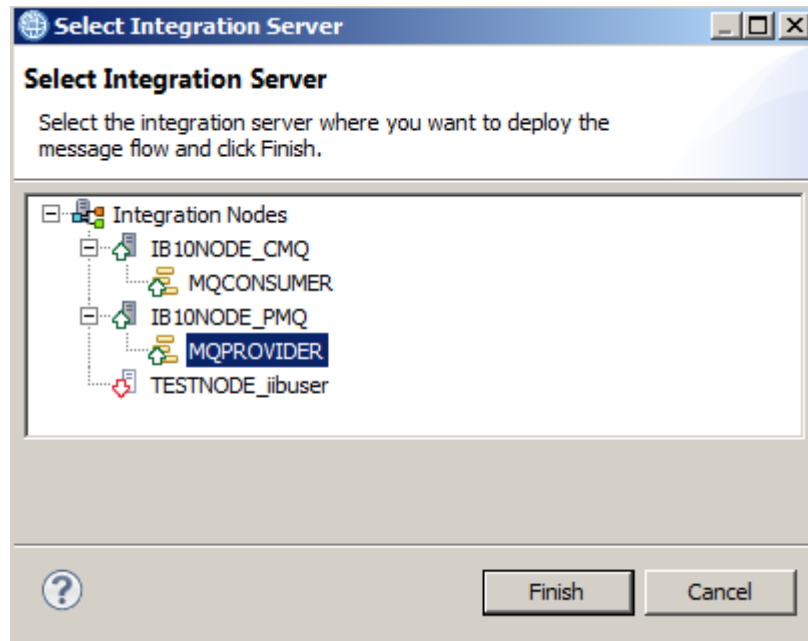 Select Integration Server
Select Integration Server
Select the integration server where you want to deploy the
message flow and click Finish.
Integration Nodes
IB10NODE_CMQ
MQCONSUMER
IB10NODE_PMQ
MQPROVIDER
TESTNODE_iibuser
?
Finish
Cancel